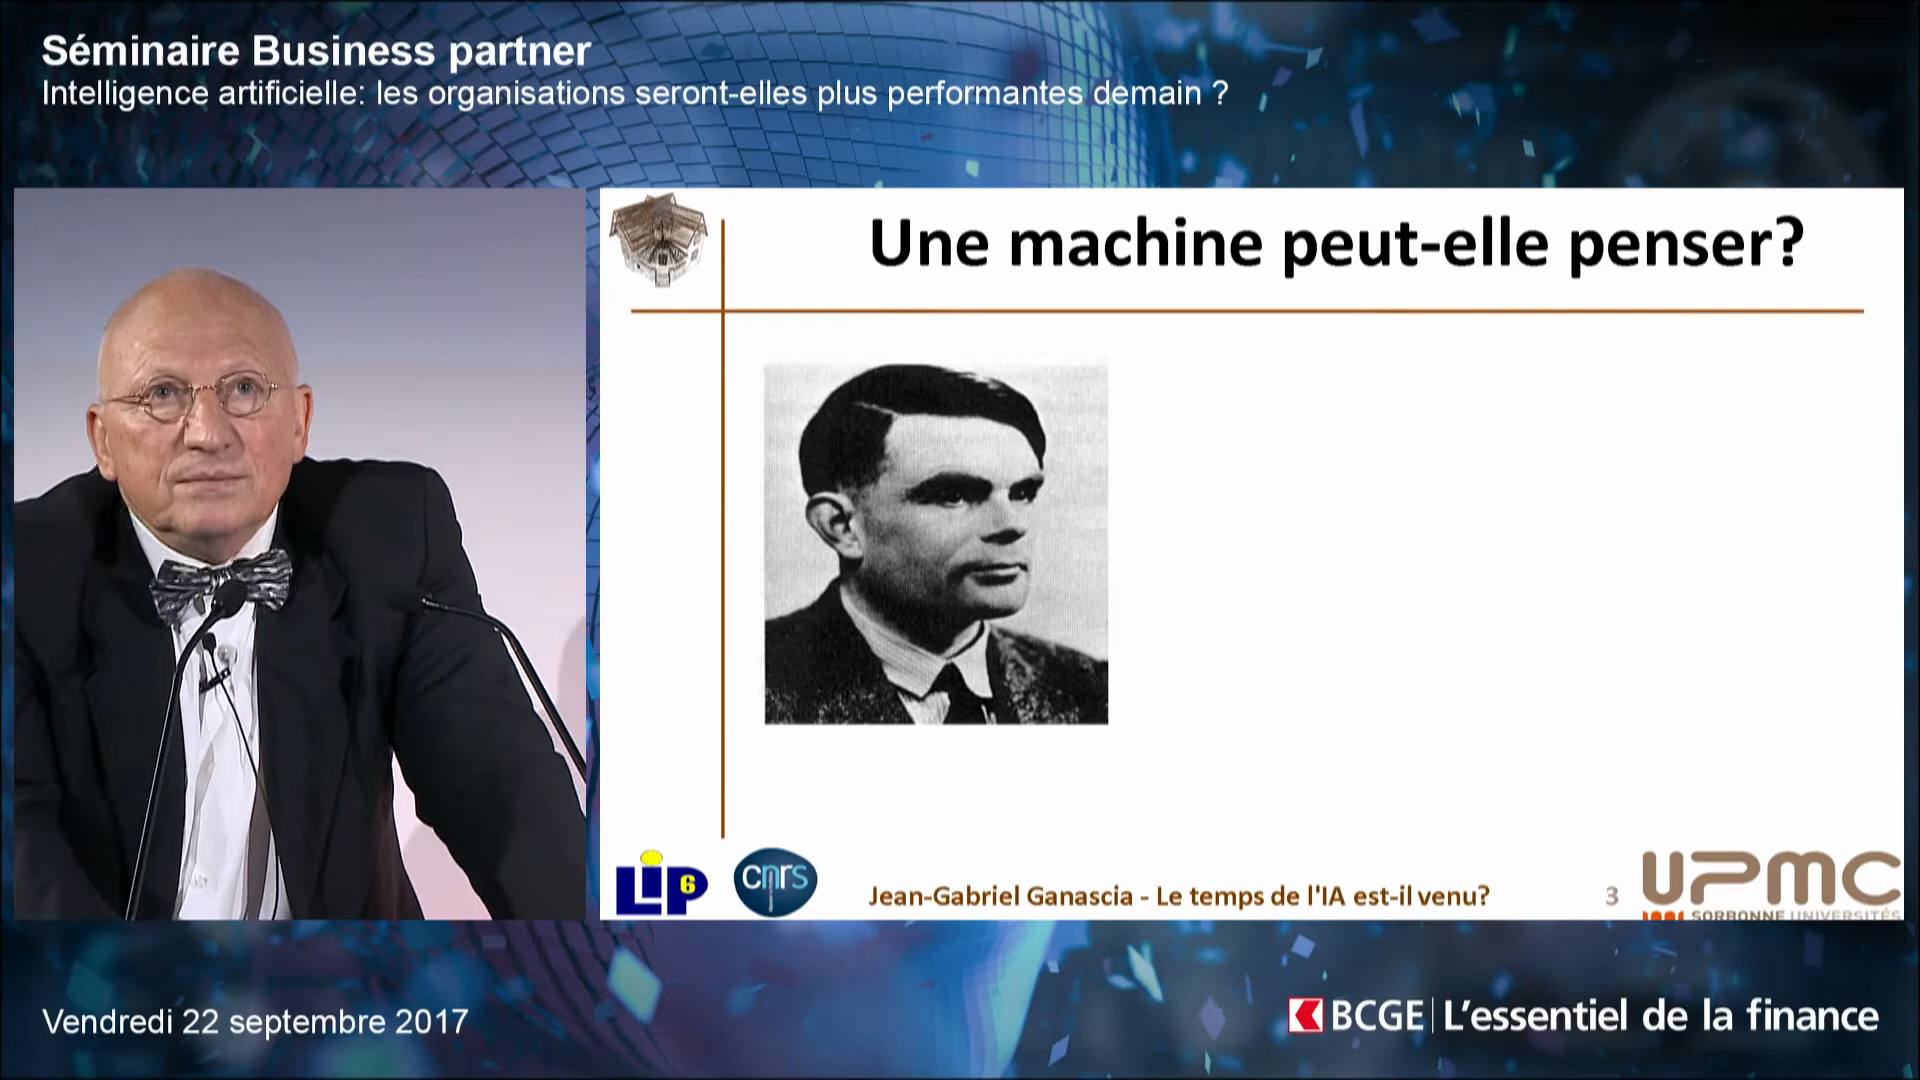 Séminaire Business partner
Intelligence artificielle: les organisations seront-elles plus performantes demain ?
Une machine peut-elle penser?
LIP6
cnrs
Jean-Gabriel Ganascia - Le temps de l'IA est-il venu?
3
UPMC
SORBONNE UNIVERSITÉS
Vendredi 22 septembre 2017
BCGE L'essentiel de la finance